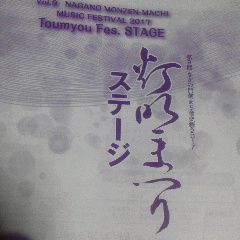 vol.9 NAGANO MONZEN-MACHI
MUSIC FESTIVAL 2017
Toumyou Fes. STAGE
灯明まつり
ステージ